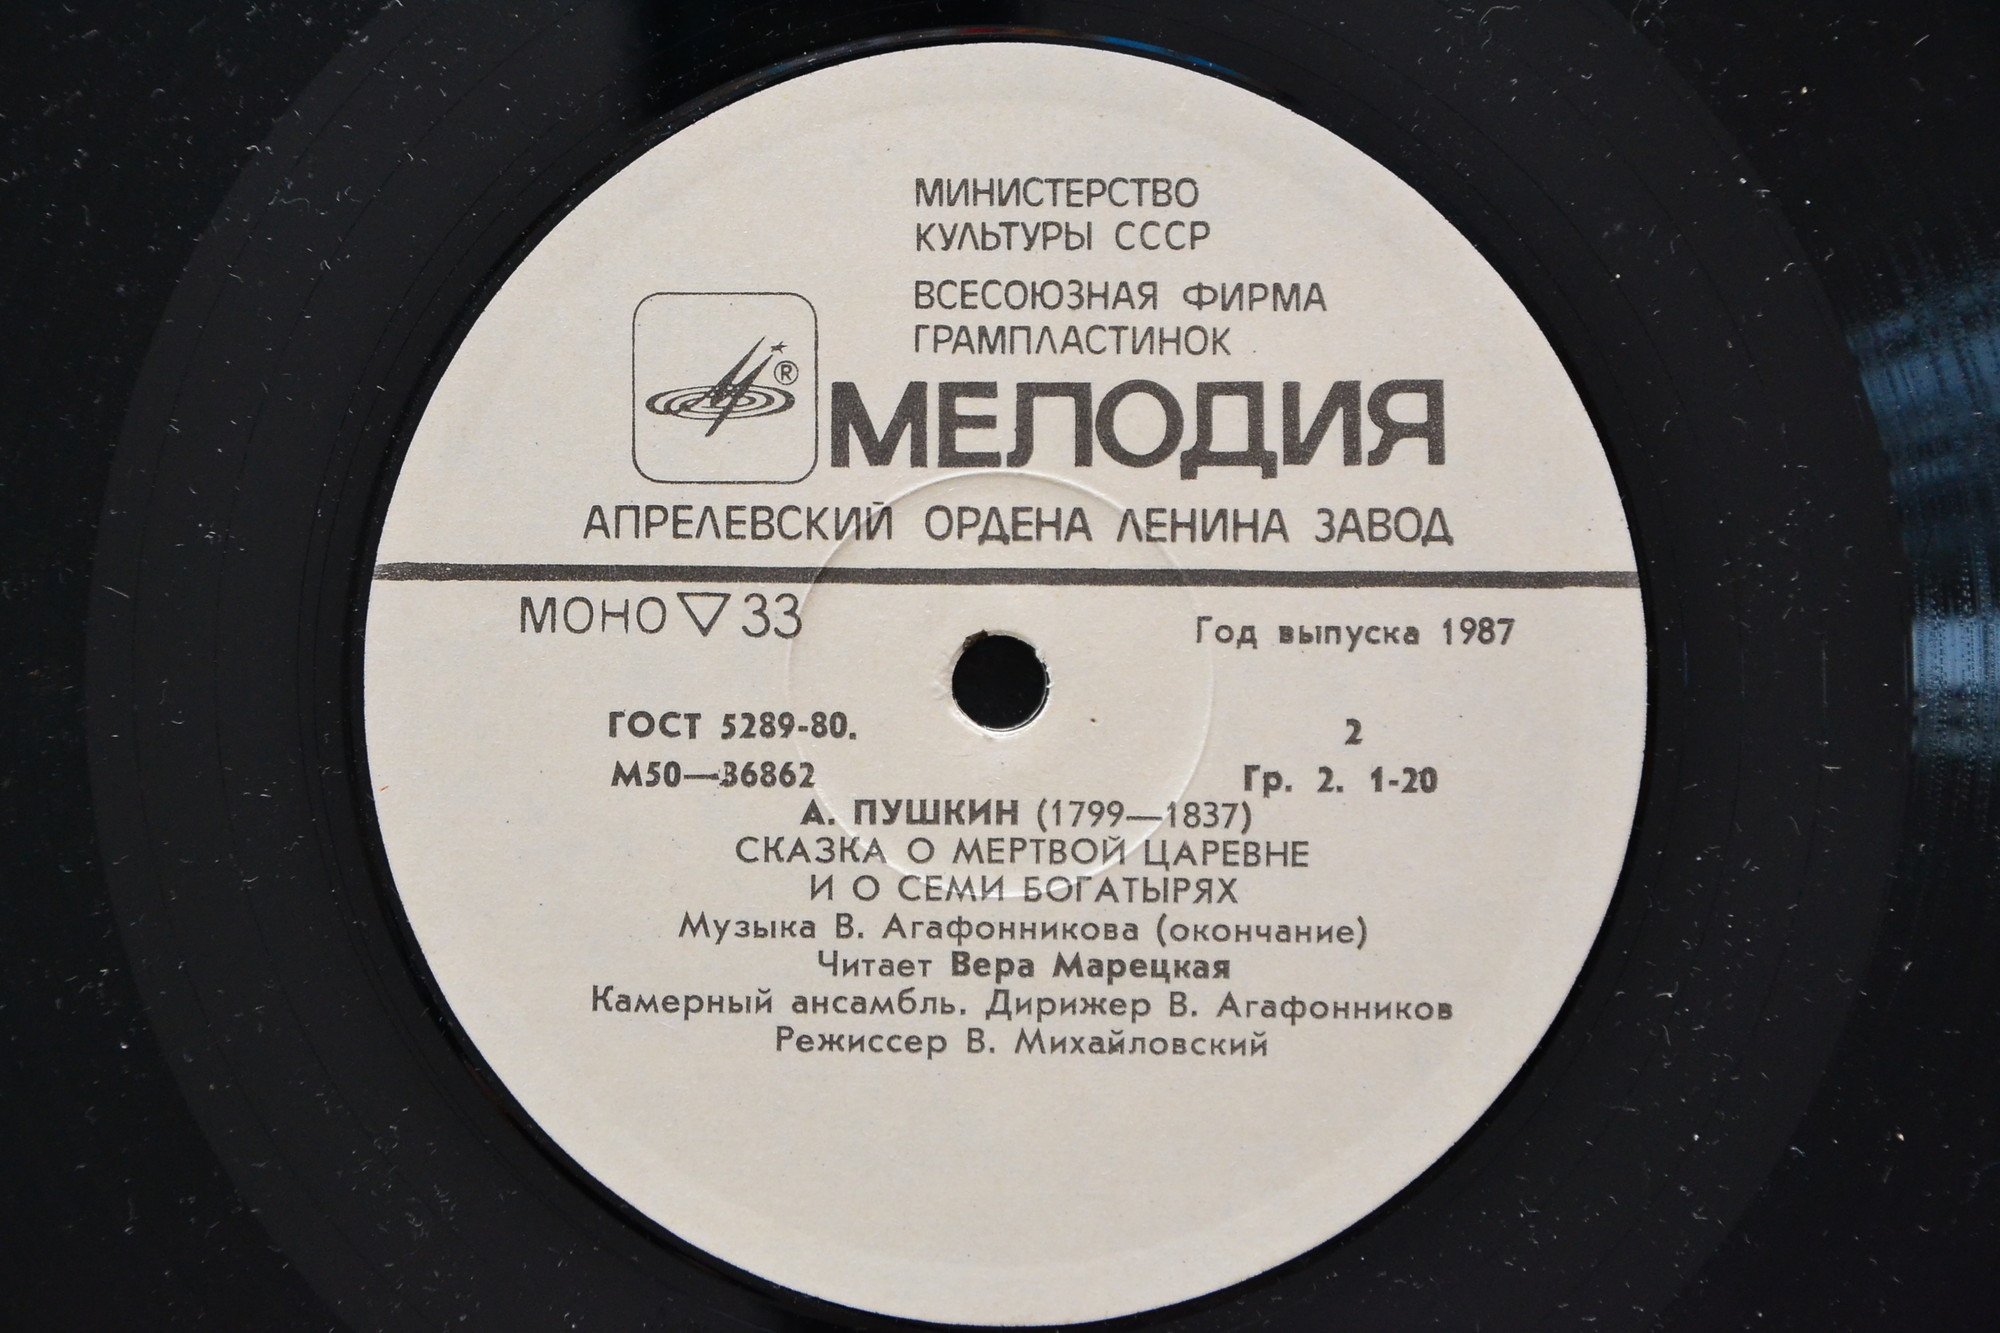 МИНИСТЕРСТВО
КУЛЬТУРЫ СССР
ВСЕСОЮЗНАЯ ФИРМА
ГРАМПЛАСТИНОК
®
МЕЛОДИЯ
АПРЕЛЕВСКИЙ ОРДЕНА ЛЕНИНА ЗАВОД
МОНО ▽ 33
Год выпуска 1987
ГОСТ 5289-80.
2
М50—36862
Гр. 2. 1-20
А. ПУШКИН (1799—1837)
СКАЗКА О МЕРТВОЙ ЦАРЕВНЕ
И О СЕМИ БОГАТЫРЯХ
Музыка В. Агафонникова (окончание)
Читает Вера Марецкая
Камерный ансамбль. Дирижер В. Агафонников
Режиссер В. Михайловский